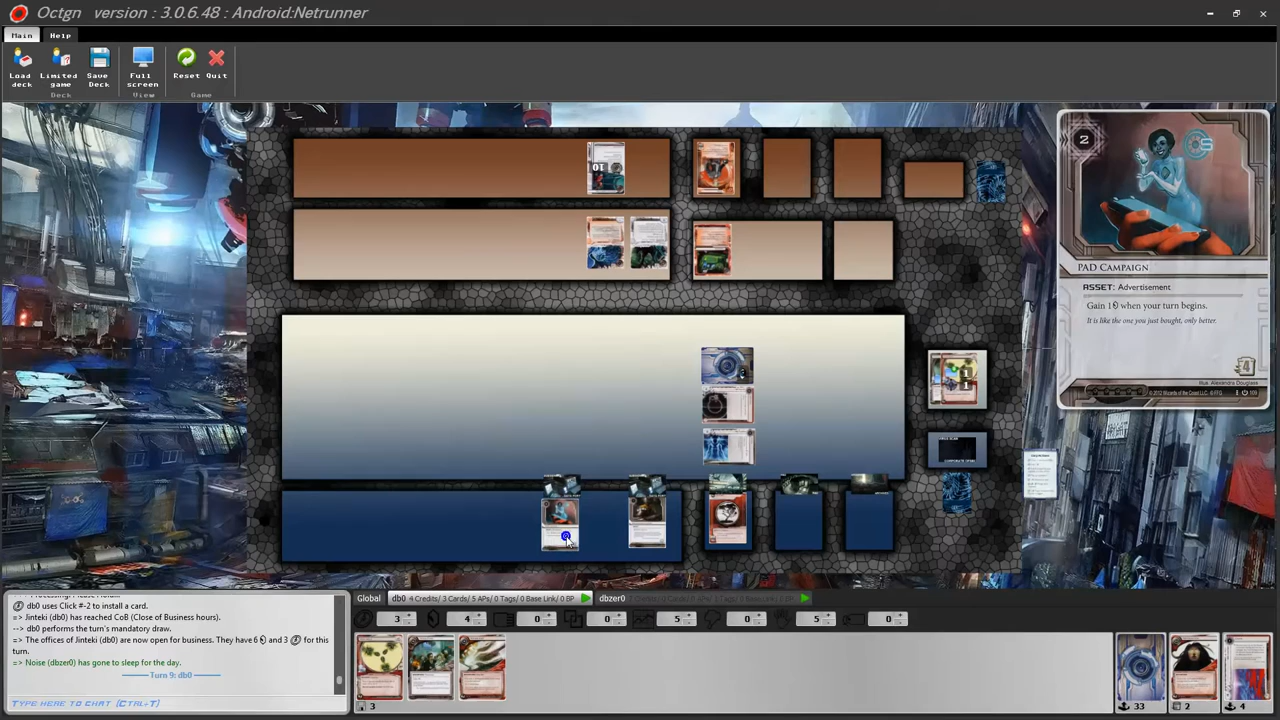 Octgn version : 3.0.6.48 : Android:Netrunner
Main Help
Load deck
Limited game
Save Deck
Full screen
Reset
Quit
Deck
View
Game
2
PAD CAMPAIGN
ASSET: Advertisement
Gain 1 when your turn begins.
It is like the one you just bought, only better.
4
db0 uses Click #-2 to install a card.
=> Jinteki (db0) has reached CoB (Close of Business hours).
--> db0 performs the turn's mandatory draw.
=> The offices of Jinteki (db0) are now open for business. They have 6 and 3 for this
turn.
=> Noise (dbzer0) has gone to sleep for the day.
Turn 9: db0
TYPE HERE TO CHAT (CTRL+T)
Global
db0 4 Credits/ 3 Cards/ 5 APs/ 0 Tags/ 0 Base Link/ 0 BP
dbzer0
3 4 0 0 5 0 5 0
3
33
2
4